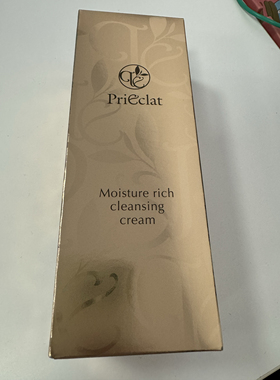 PriEclat
Moisture rich
cleansing
cream